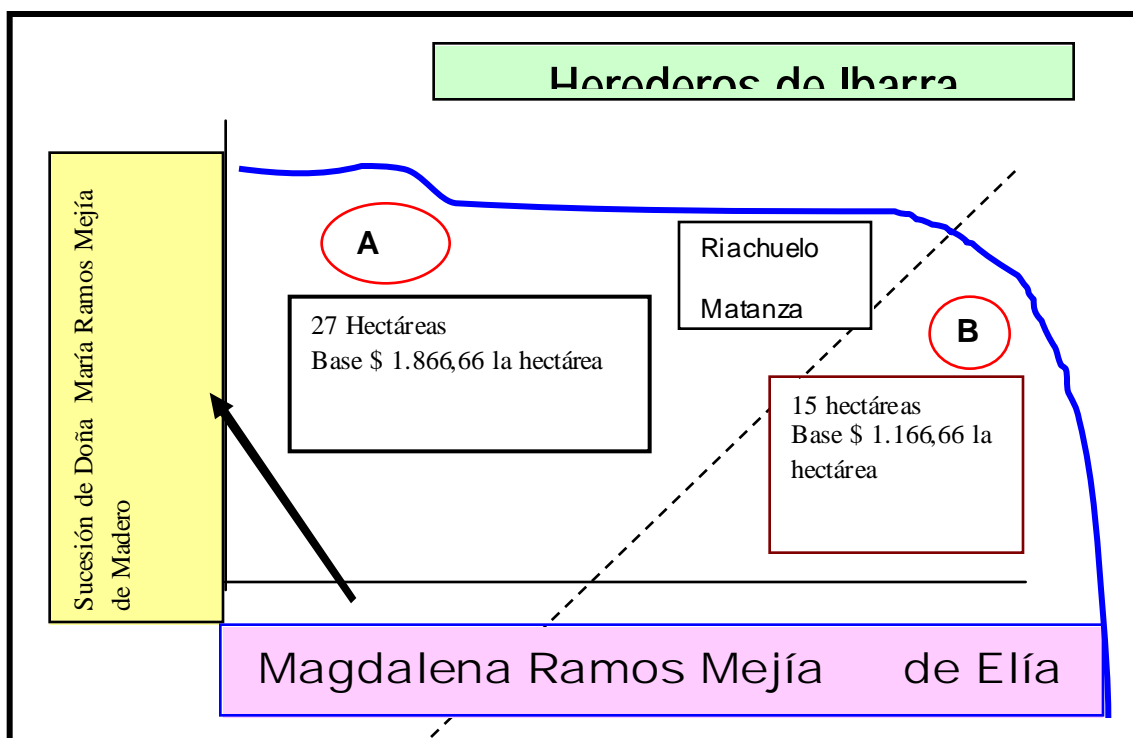 Herederos de Ibarra
Sucesión de Doña María Ramos Mejía
de Madero
A
Riachuelo
Matanza
27 Hectáreas
Base $ 1.866,66 la hectárea
B
15 hectáreas
Base $ 1.166,66 la
hectárea
Magdalena Ramos Mejía de Elía